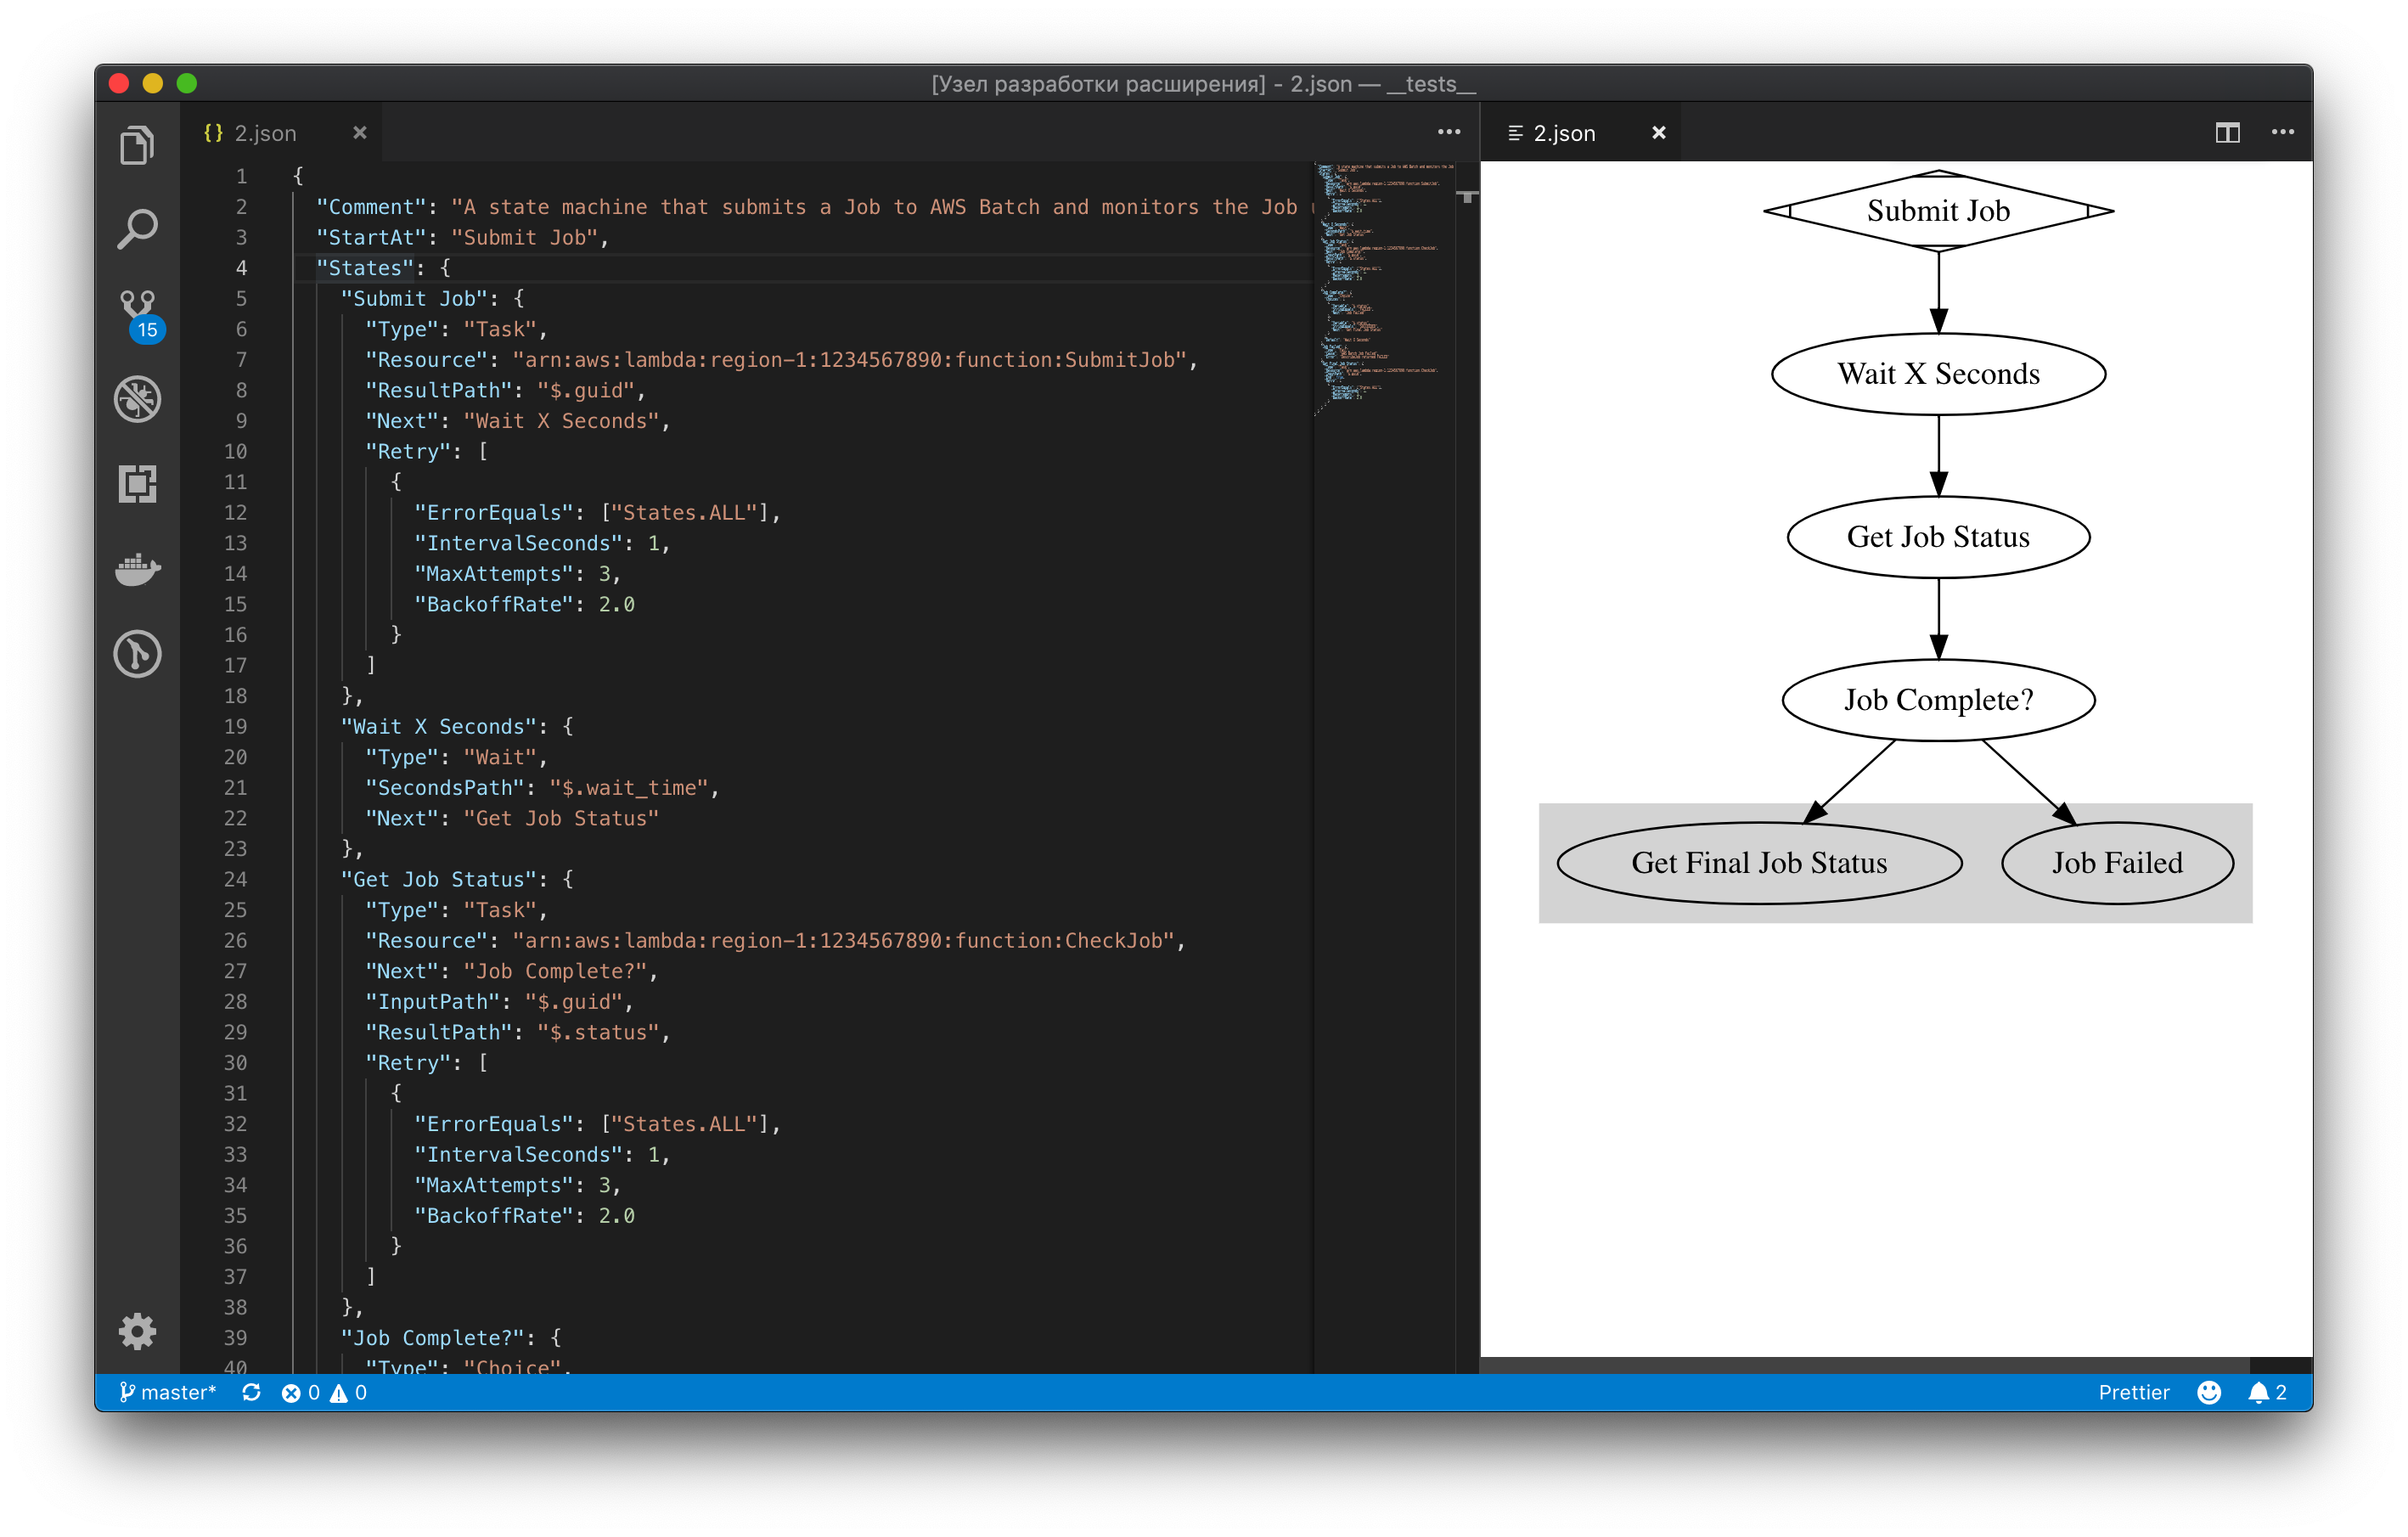 [Узел разработки расширения] - 2.json — __tests__
{} 2.json
1 {
2 "Comment": "A state machine that submits a Job to AWS Batch and monitors the Job
3 "StartAt": "Submit Job",
4 "States": {
5 "Submit Job": {
6 "Type": "Task",
7 "Resource": "arn:aws:lambda:region-1:1234567890:function:SubmitJob",
8 "ResultPath": "$.guid",
9 "Next": "Wait X Seconds",
10 "Retry": [
11 {
12 "ErrorEquals": ["States.ALL"],
13 "IntervalSeconds": 1,
14 "MaxAttempts": 3,
15 "BackoffRate": 2.0
16 }
17 ]
18 },
19 "Wait X Seconds": {
20 "Type": "Wait",
21 "SecondsPath": "$.wait_time",
22 "Next": "Get Job Status"
23 },
24 "Get Job Status": {
25 "Type": "Task",
26 "Resource": "arn:aws:lambda:region-1:1234567890:function:CheckJob",
27 "Next": "Job Complete?",
28 "InputPath": "$.guid",
29 "ResultPath": "$.status",
30 "Retry": [
31 {
32 "ErrorEquals": ["States.ALL"],
33 "IntervalSeconds": 1,
34 "MaxAttempts": 3,
35 "BackoffRate": 2.0
36 }
37 ]
38 },
39 "Job Complete?": {
40 "Type": "Choice",
2.json
Submit Job
Wait X Seconds
Get Job Status
Job Complete?
Get Final Job Status
Job Failed
15
master* 0 0
Prettier 2